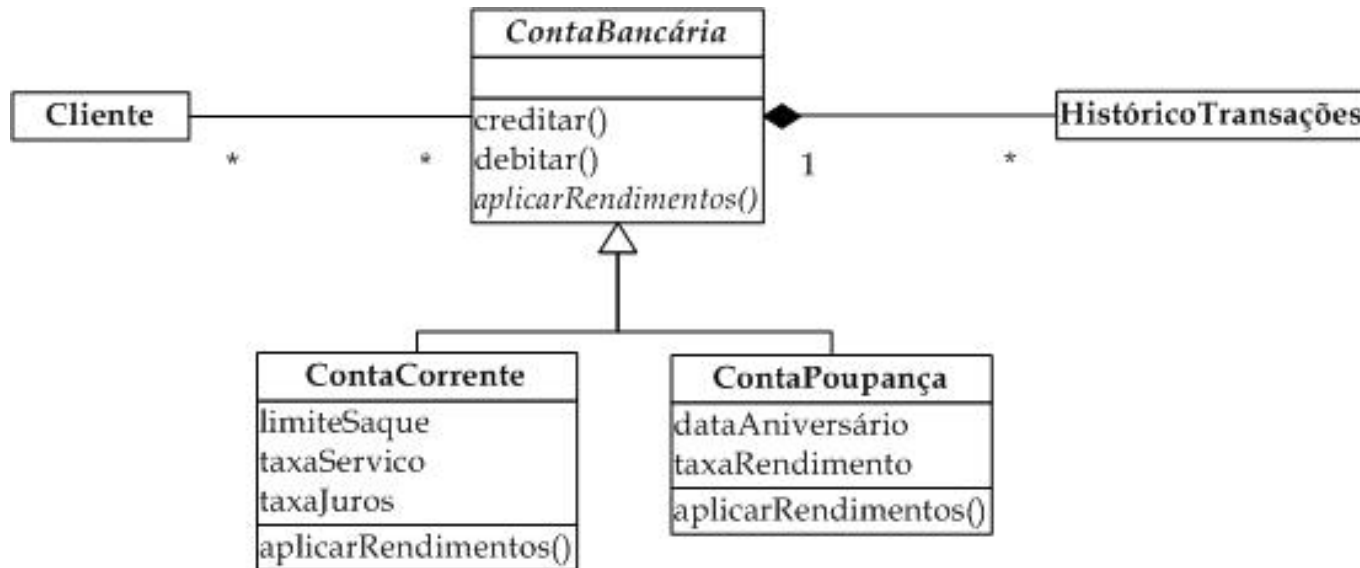 ContaBancária
Cliente
HistóricoTransações
creditar()
debitar()
aplicarRendimentos()
*
*
1
*
ContaCorrente
limiteSaque
taxaServico
taxaJuros
aplicarRendimentos()
ContaPoupança
dataAniversário
taxaRendimento
aplicarRendimentos()